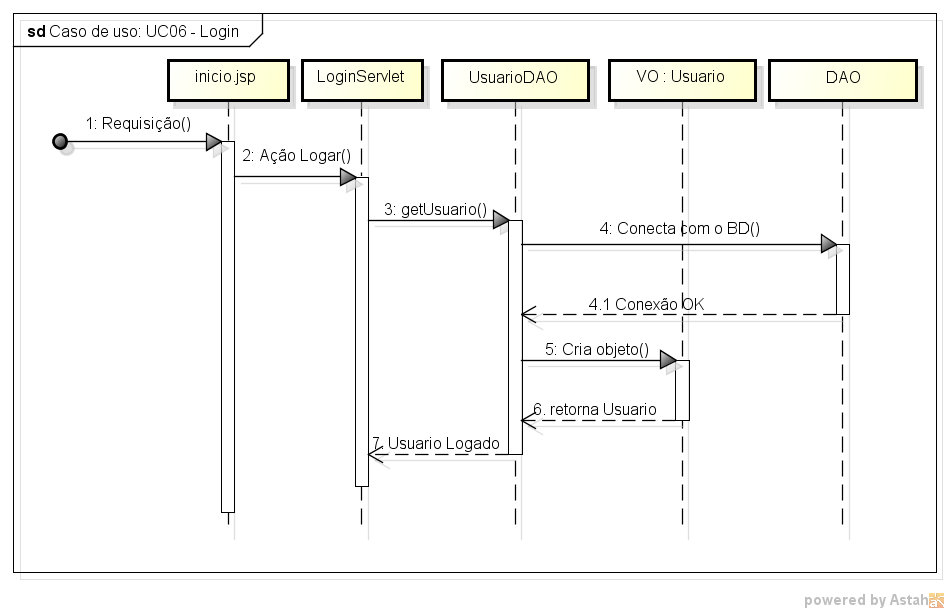 sd Caso de uso: UC06 - Login
inicio.jsp
LoginServlet
UsuarioDAO
VO : Usuario
DAO
1: Requisição()
2: Ação Logar()
3: getUsuario()
4: Conecta com o BD()
4.1 Conexão OK
5: Cria objeto()
6. retorna Usuario
7. Usuario Logado
powered by Astah